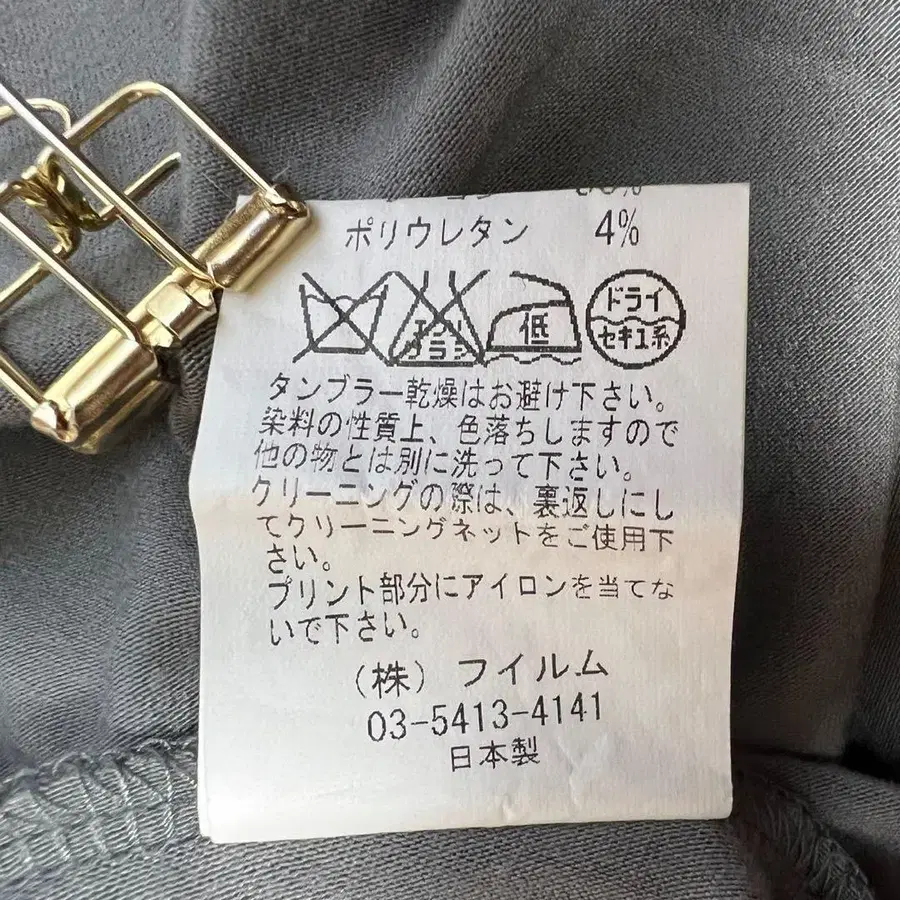 ポリウレタン 4%
エンソ
サラシ
低
ドライ
セキユ系
タンブラー乾燥はお避け下さい。
染料の性質上、色落ちしますので
他の物とは別に洗って下さい。
クリーニングの際は、裏返しにし
てクリーニングネットをご使用下
さい。
プリント部分にアイロンを当てな
いで下さい。
(株) フイルム
03-5413-4141
日本製